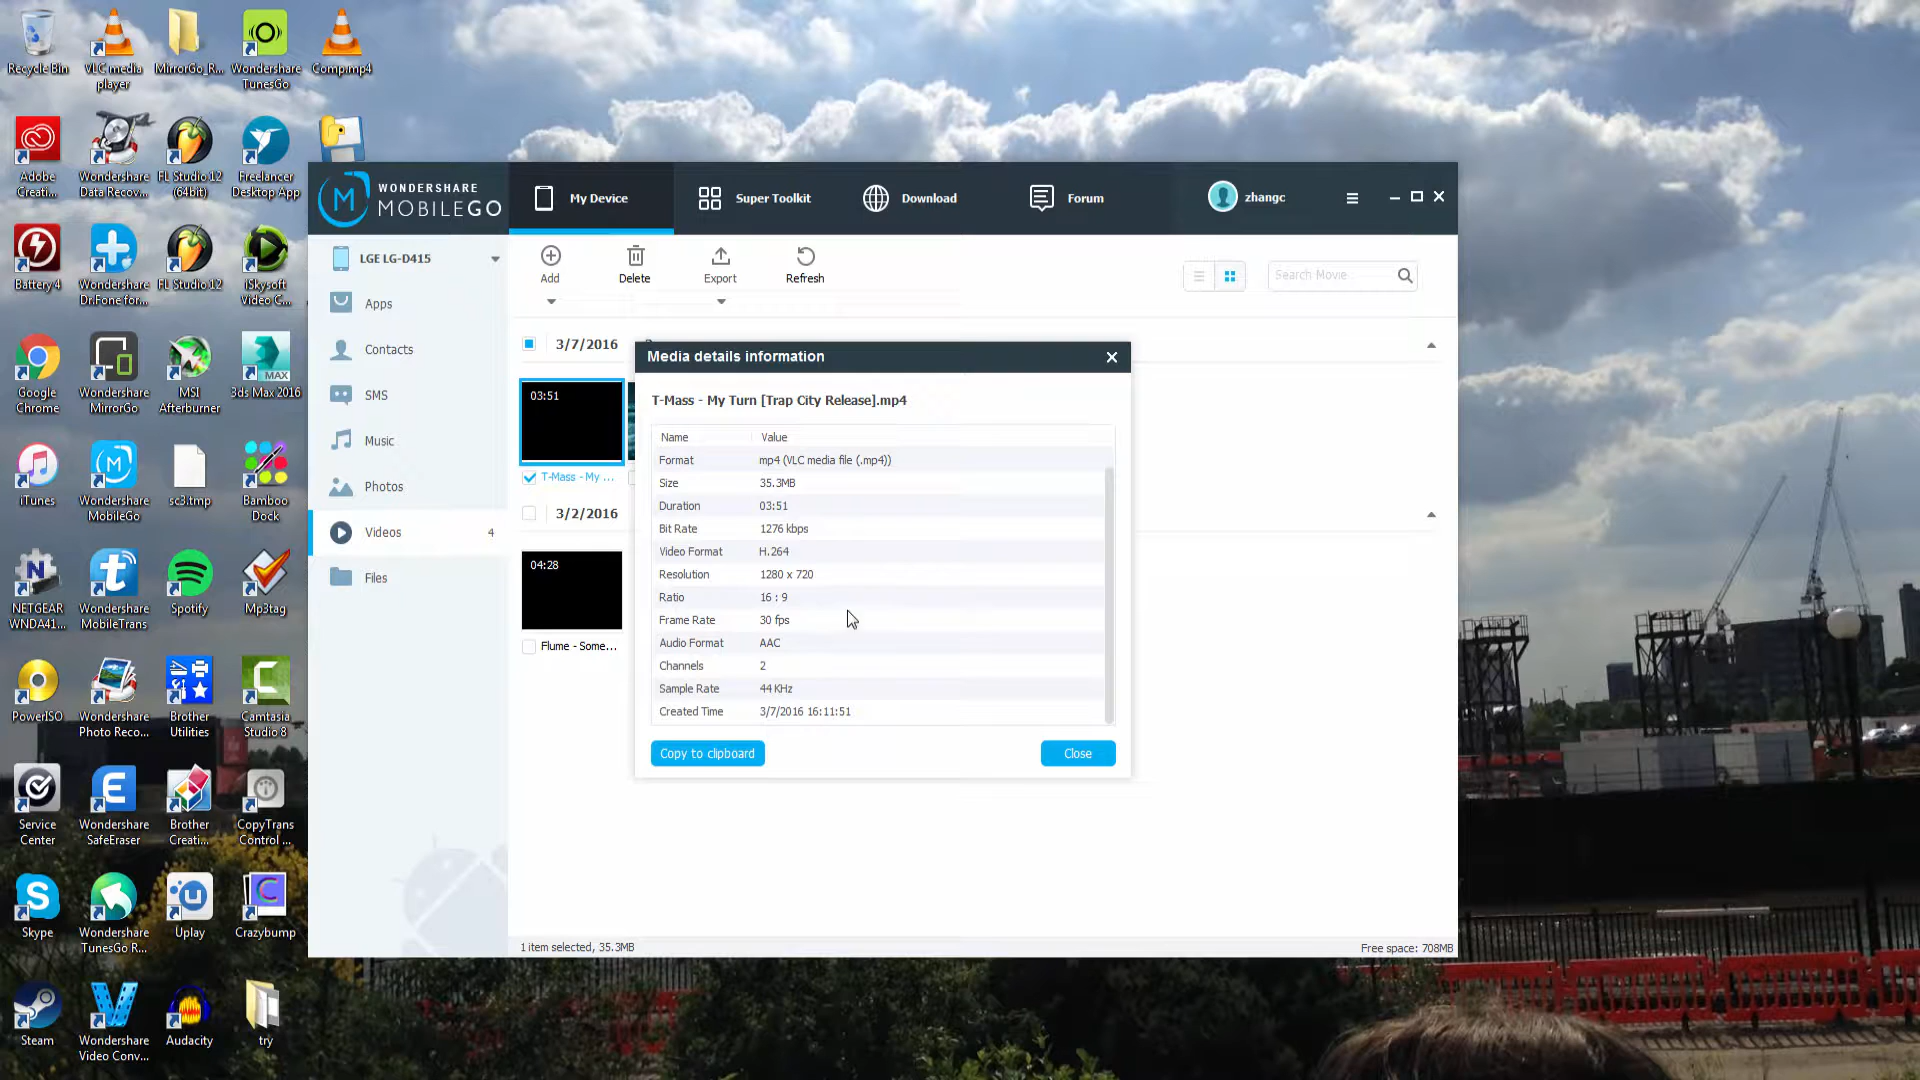 Recycle Bin
VLC media
player
MirrorGo_R...
Wondershare
TunesGo
Comp.mp4
Adobe
Creati...
Wondershare
Data Recov...
FL Studio 12
(64bit)
Freelancer
Desktop App
Battery 4
Wondershare
Dr.Fone for...
FL Studio 12
iSkysoft
Video C...
Google
Chrome
Wondershare
MirrorGo
MSI
Afterburner
MAX
3ds Max 2016
iTunes
Wondershare
MobileGo
sc3.tmp
Bamboo
Dock
NETGEAR
WNDA41...
Wondershare
MobileTrans
Spotify
Mp3tag
PowerISO
Wondershare
Photo Reco...
Brother
Utilities
Camtasia
Studio 8
Service
Center
Wondershare
SafeEraser
Brother
Creati...
CopyTrans
Control ...
Skype
Wondershare
TunesGo R...
Uplay
Crazybump
Steam
Wondershare
Video Conv...
Audacity
try
WONDERSHARE
MOBILEGO
My Device
Super Toolkit
Download
Forum
zhangc
LGE LG-D415
Apps
Contacts
SMS
Music
Photos
Videos 4
Files
Add
Delete
Export
Refresh
Search Movie
3/7/2016
03:51
T-Mass - My ...
3/2/2016
04:28
Flume - Some...
Media details information
T-Mass - My Turn [Trap City Release].mp4
Name Value
Format mp4 (VLC media file (.mp4))
Size 35.3MB
Duration 03:51
Bit Rate 1276 kbps
Video Format H.264
Resolution 1280 x 720
Ratio 16 : 9
Frame Rate 30 fps
Audio Format AAC
Channels 2
Sample Rate 44 KHz
Created Time 3/7/2016 16:11:51
Copy to clipboard
Close
1 item selected, 35.3MB
Free space: 708MB